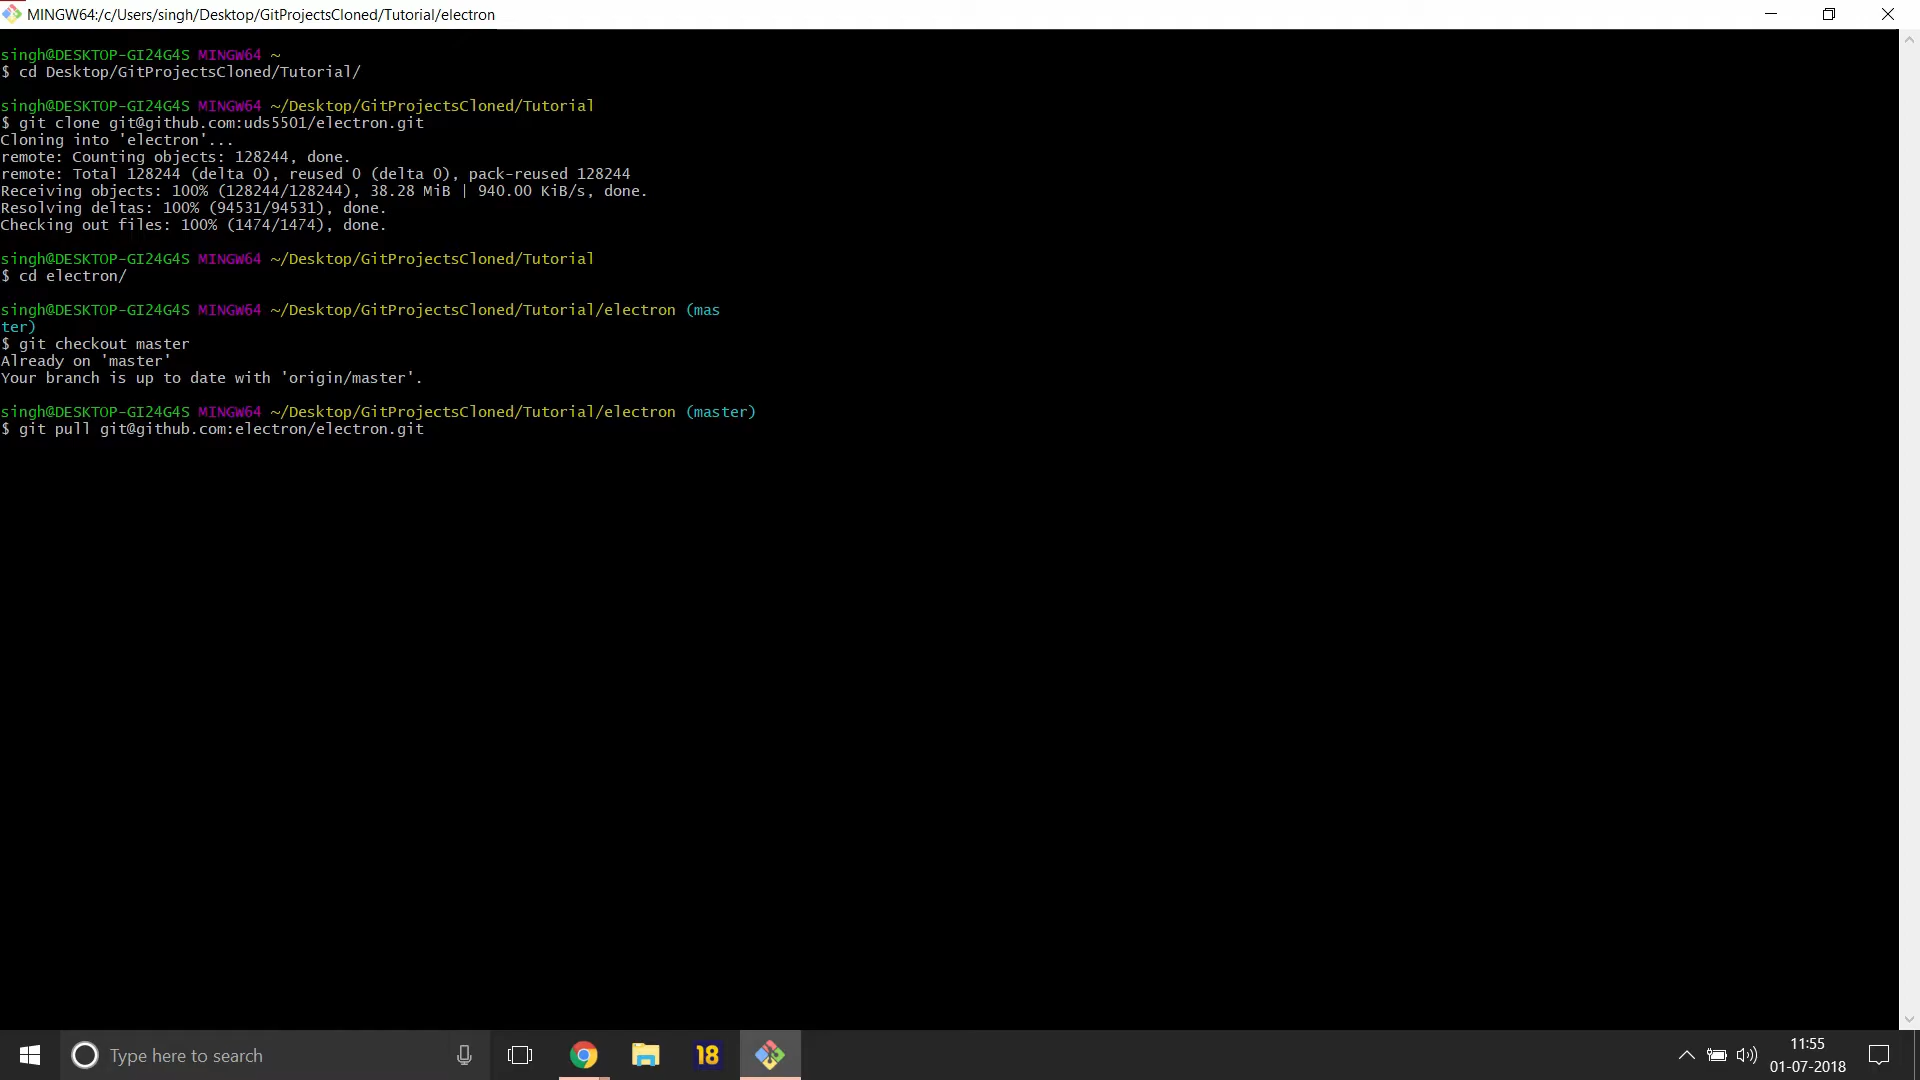 MINGW64:/c/Users/singh/Desktop/GitProjectsCloned/Tutorial/electron
singh@DESKTOP-GI24G4S MINGW64 ~
$ cd Desktop/GitProjectsCloned/Tutorial/
singh@DESKTOP-GI24G4S MINGW64 ~/Desktop/GitProjectsCloned/Tutorial
$ git clone git@github.com:uds5501/electron.git
Cloning into 'electron'...
remote: Counting objects: 128244, done.
remote: Total 128244 (delta 0), reused 0 (delta 0), pack-reused 128244
Receiving objects: 100% (128244/128244), 38.28 MiB | 940.00 KiB/s, done.
Resolving deltas: 100% (94531/94531), done.
Checking out files: 100% (1474/1474), done.
singh@DESKTOP-GI24G4S MINGW64 ~/Desktop/GitProjectsCloned/Tutorial
$ cd electron/
singh@DESKTOP-GI24G4S MINGW64 ~/Desktop/GitProjectsCloned/Tutorial/electron (mas
ter)
$ git checkout master
Already on 'master'
Your branch is up to date with 'origin/master'.
singh@DESKTOP-GI24G4S MINGW64 ~/Desktop/GitProjectsCloned/Tutorial/electron (master)
$ git pull git@github.com:electron/electron.git
Type here to search
18
11:55
01-07-2018